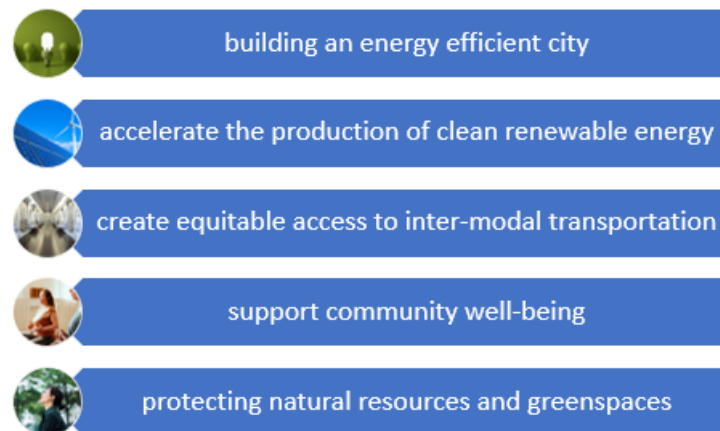 building an energy efficient city
accelerate the production of clean renewable energy
create equitable access to inter-modal transportation
support community well-being
protecting natural resources and greenspaces